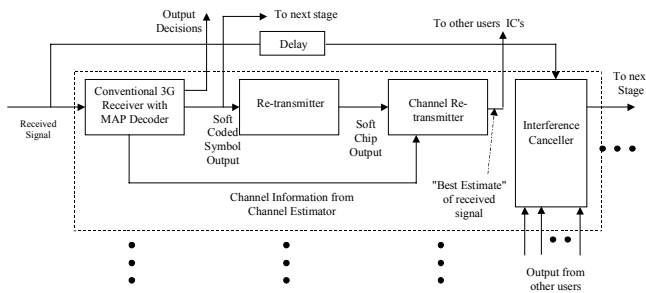 Output
Decisions
To next stage
To other users IC's
Delay
To nex
Stage
Conventional 3G
Receiver with
MAP Decoder
Re-transmitter
Channel Re-
transmitter
Interference
Canceller
Received
Signal
Soft
Coded
Symbol
Output
Soft
Chip
Output
"Best Estimate"
of received
signal
Channel Information from
Channel Estimator
Output from
other users